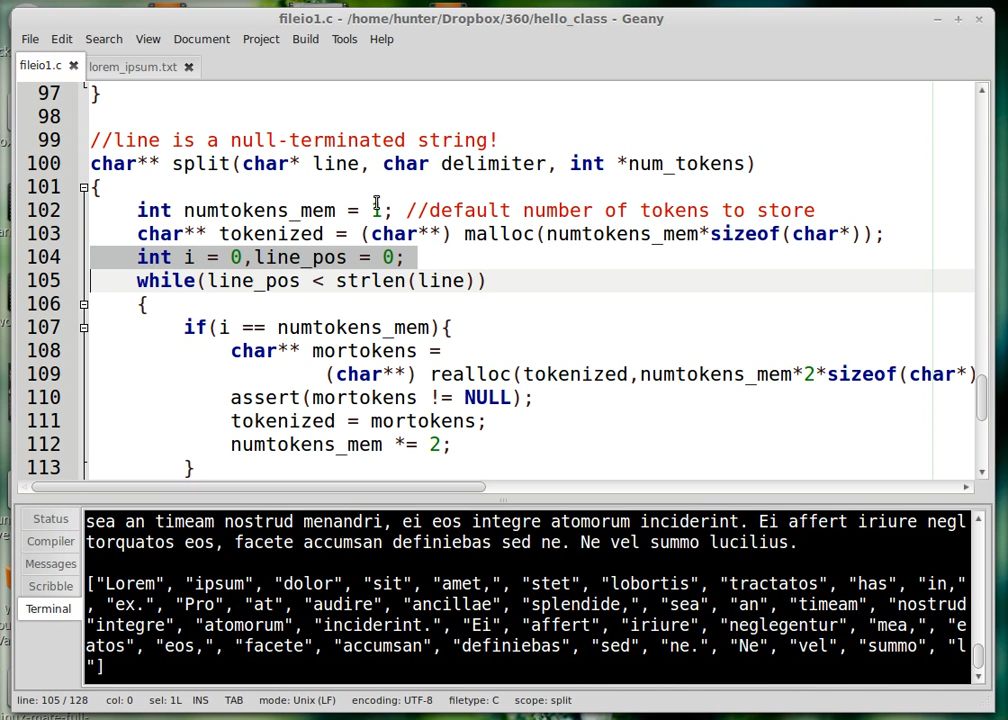 fileio1.c - /home/hunter/Dropbox/360/hello_class - Geany
File Edit Search View Document Project Build Tools Help
fileio1.c lorem_ipsum.txt
97 }
98
99 //line is a null-terminated string!
100 char** split(char* line, char delimiter, int *num_tokens)
101 {
102 int numtokens_mem = 1; //default number of tokens to store
103 char** tokenized = (char**) malloc(numtokens_mem*sizeof(char*));
104 int i = 0,line_pos = 0;
105 while(line_pos < strlen(line))
106 {
107 if(i == numtokens_mem){
108 char** mortokens =
109 (char**) realloc(tokenized,numtokens_mem*2*sizeof(char*)
110 assert(mortokens != NULL);
111 tokenized = mortokens;
112 numtokens_mem *= 2;
113 }
Status
Compiler
Messages
Scribble
Terminal
sea an timeam nostrud menandri, ei eos integre atomorum inciderint. Ei affert iriure negl
torquatos eos, facete accumsan definiebas sed ne. Ne vel summo lucilius.
["Lorem", "ipsum", "dolor", "sit", "amet,", "stet", "lobortis", "tractatos", "has", "in,"
, "ex.", "Pro", "at", "audire", "ancillae", "splendide,", "sea", "an", "timeam", "nostrud
"integre", "atomorum", "inciderint.", "Ei", "affert", "iriure", "neglegentur", "mea,", "e
atos", "eos,", "facete", "accumsan", "definiebas", "sed", "ne.", "Ne", "vel", "summo", "l
"]
line: 105 / 128 col: 0 sel: 1L INS TAB mode: Unix (LF) encoding: UTF-8 filetype: C scope: split